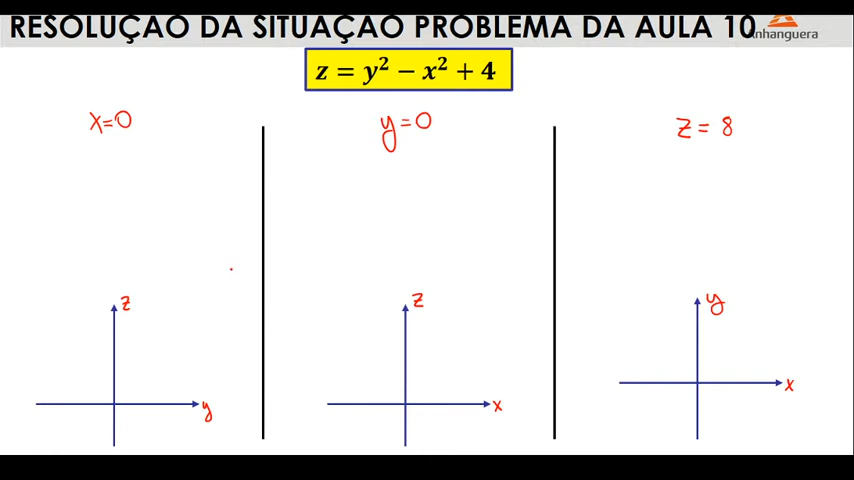 RESOLUÇÃO DA SITUAÇÃO PROBLEMA DA AULA 10
Anhanguera
z = y² − x² + 4
x=0
y=0
z = 8
z
y
z
x
y
x